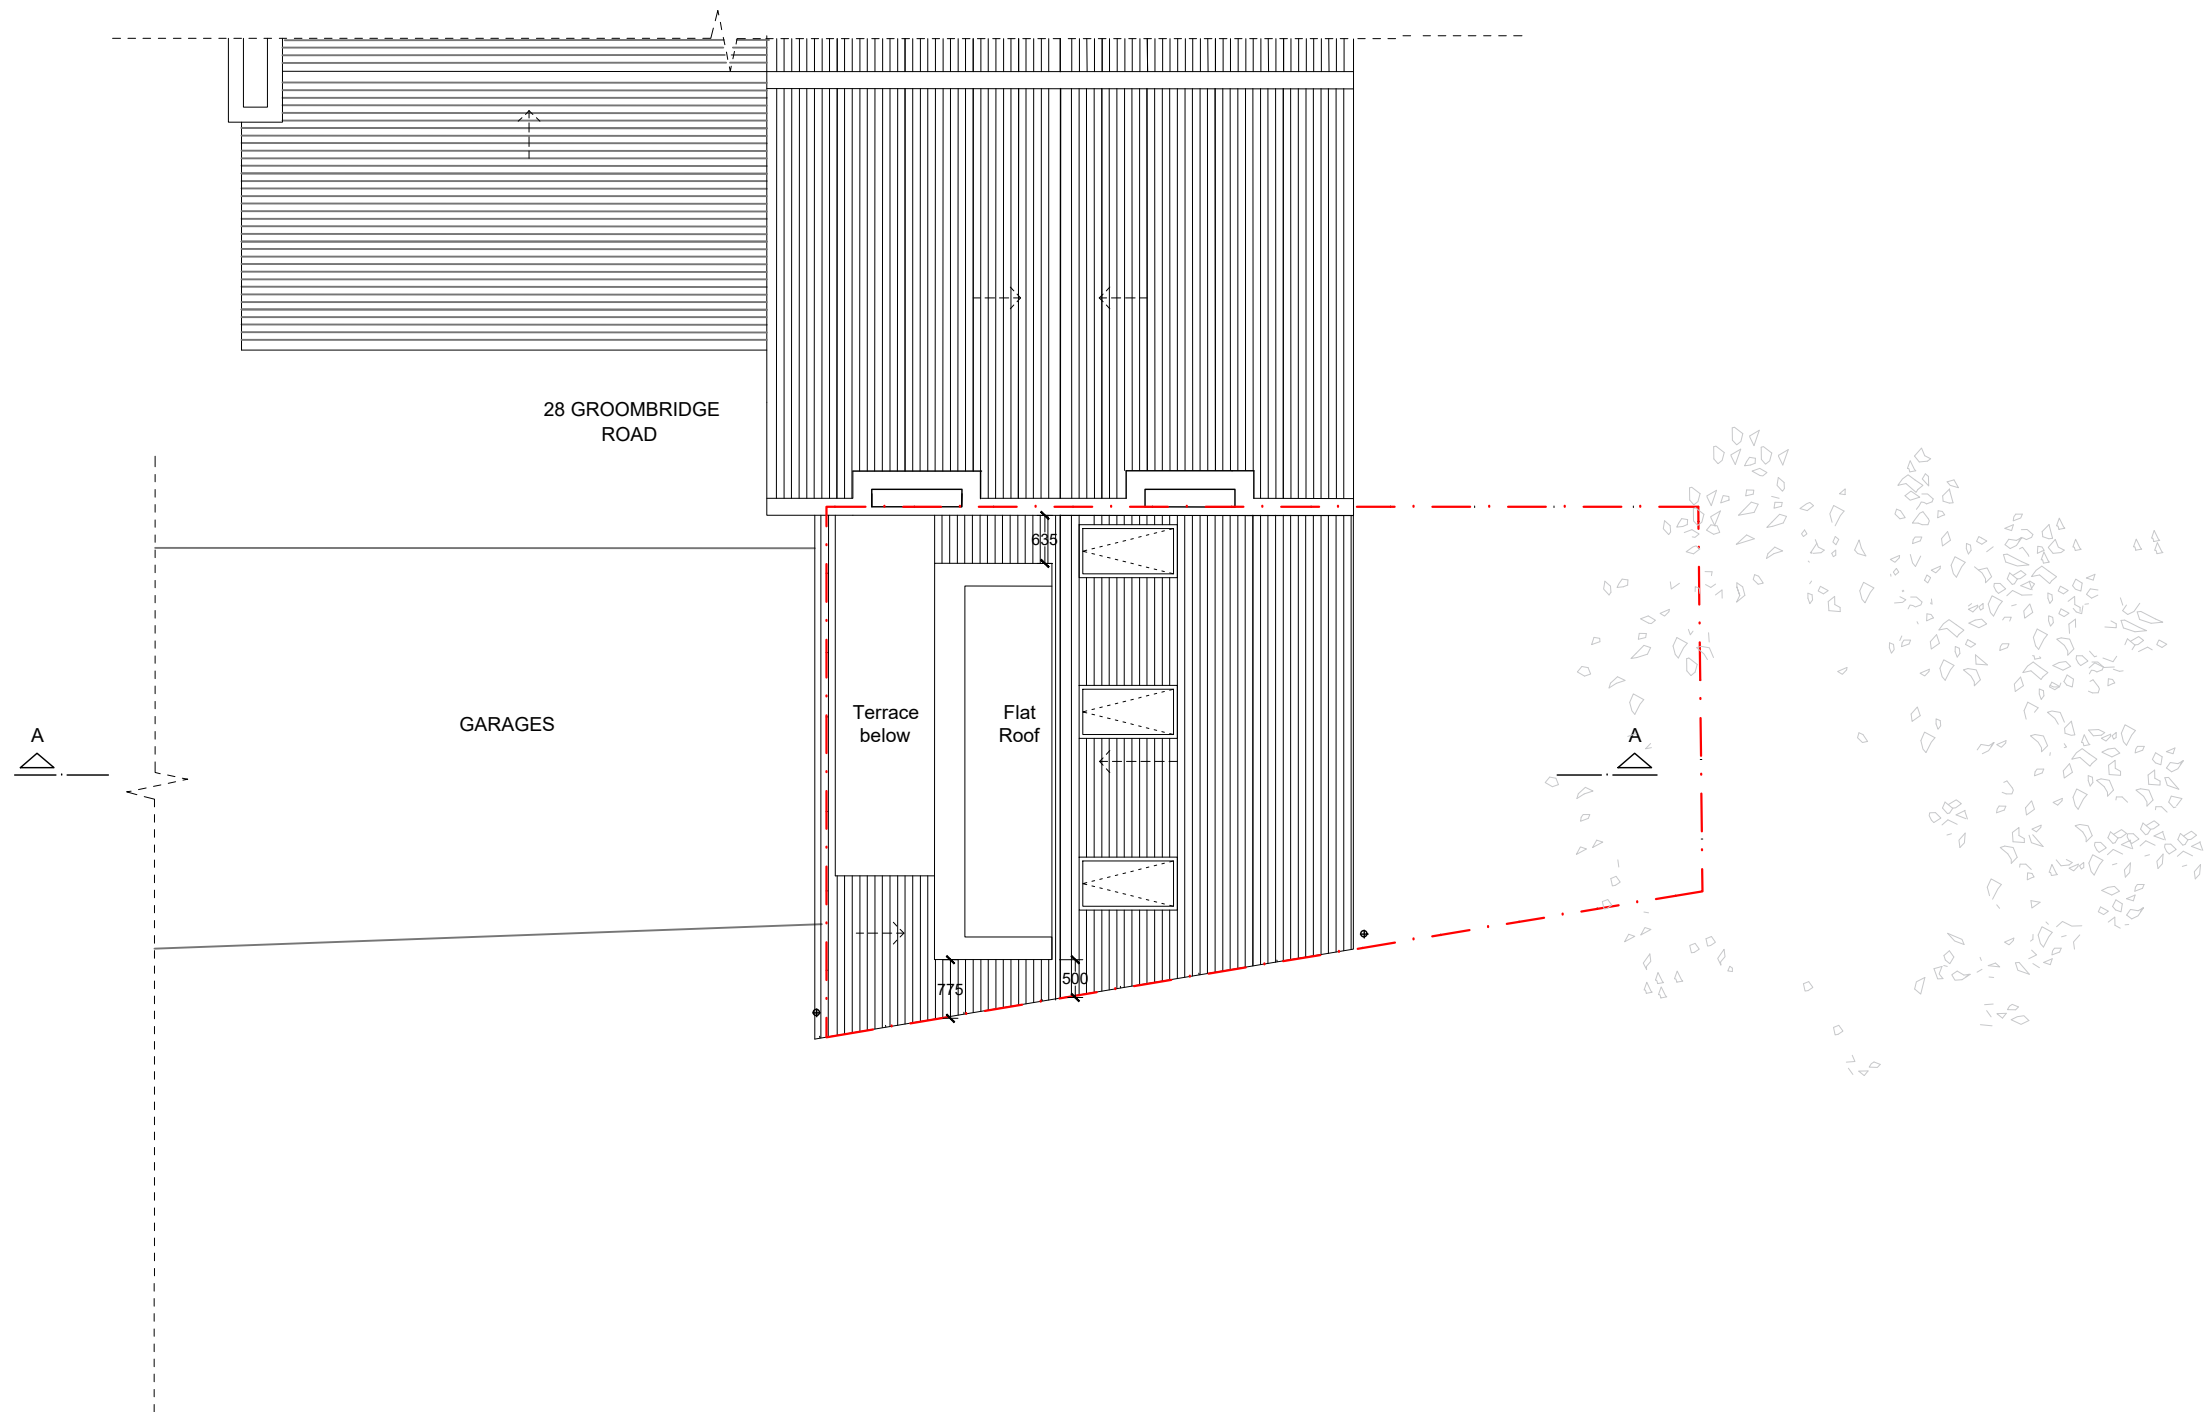 28 GROOMBRIDGE
ROAD
635
GARAGES
Terrace
below
Flat
Roof
A
A
775
500